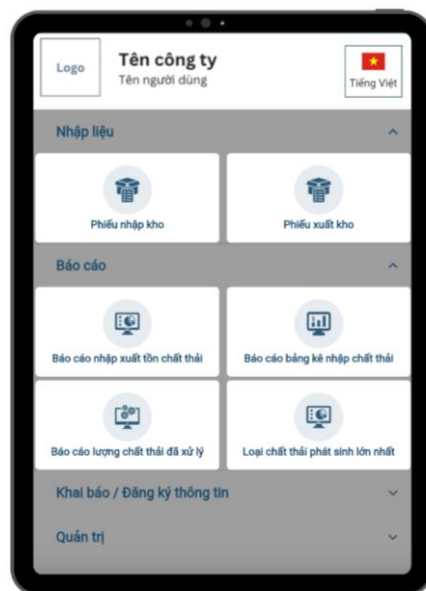 Logo
Tên công ty
Tên người dùng
Tiếng Việt
Nhập liệu
Phiếu nhập kho
Phiếu xuất kho
Báo cáo
Báo cáo nhập xuất tồn chất thải
Báo cáo bảng kê nhập chất thải
Báo cáo lượng chất thải đã xử lý
Loại chất thải phát sinh lớn nhất
Khai báo / Đăng ký thông tin
Quản trị